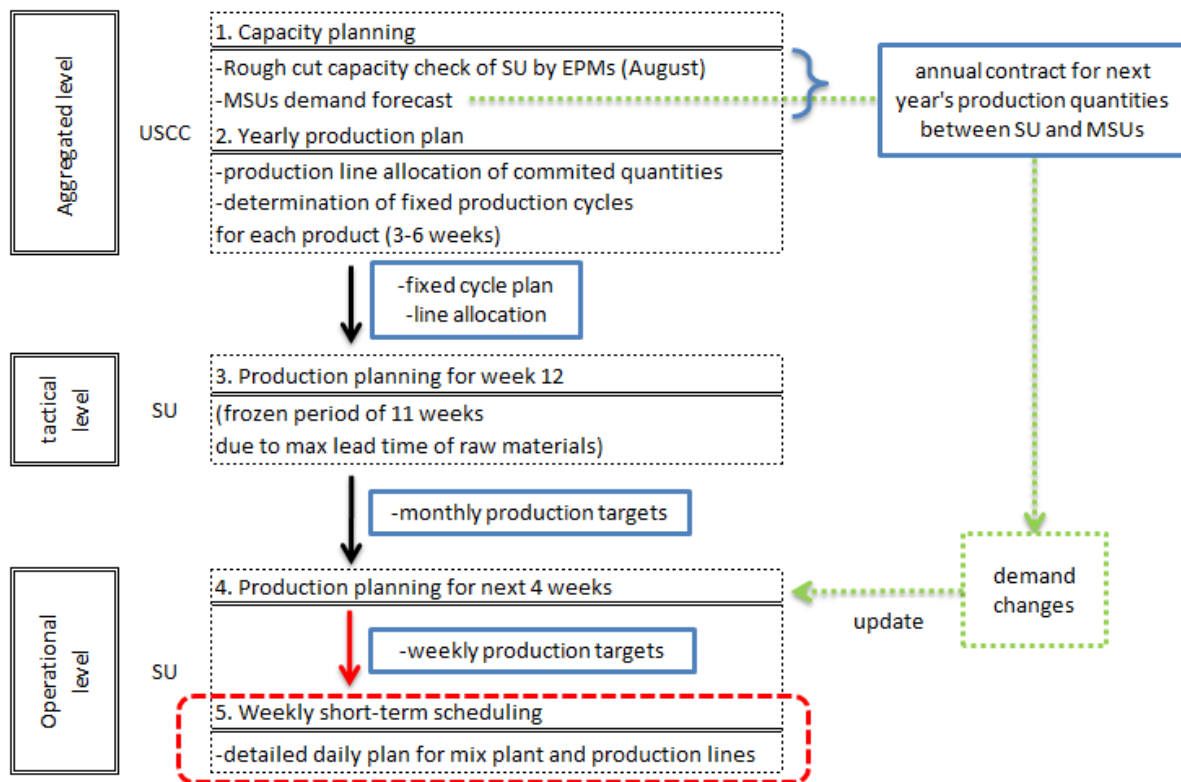 Aggregated level
USCC
1. Capacity planning
-Rough cut capacity check of SU by EPMs (August)
-MSUs demand forecast
2. Yearly production plan
-production line allocation of commited quantities
-determination of fixed production cycles
for each product (3-6 weeks)
annual contract for next
year's production quantities
between SU and MSUs
-fixed cycle plan
-line allocation
tactical
level
SU
3. Production planning for week 12
(frozen period of 11 weeks
due to max lead time of raw materials)
-monthly production targets
Operational
level
SU
4. Production planning for next 4 weeks
-weekly production targets
5. Weekly short-term scheduling
-detailed daily plan for mix plant and production lines
update
demand
changes